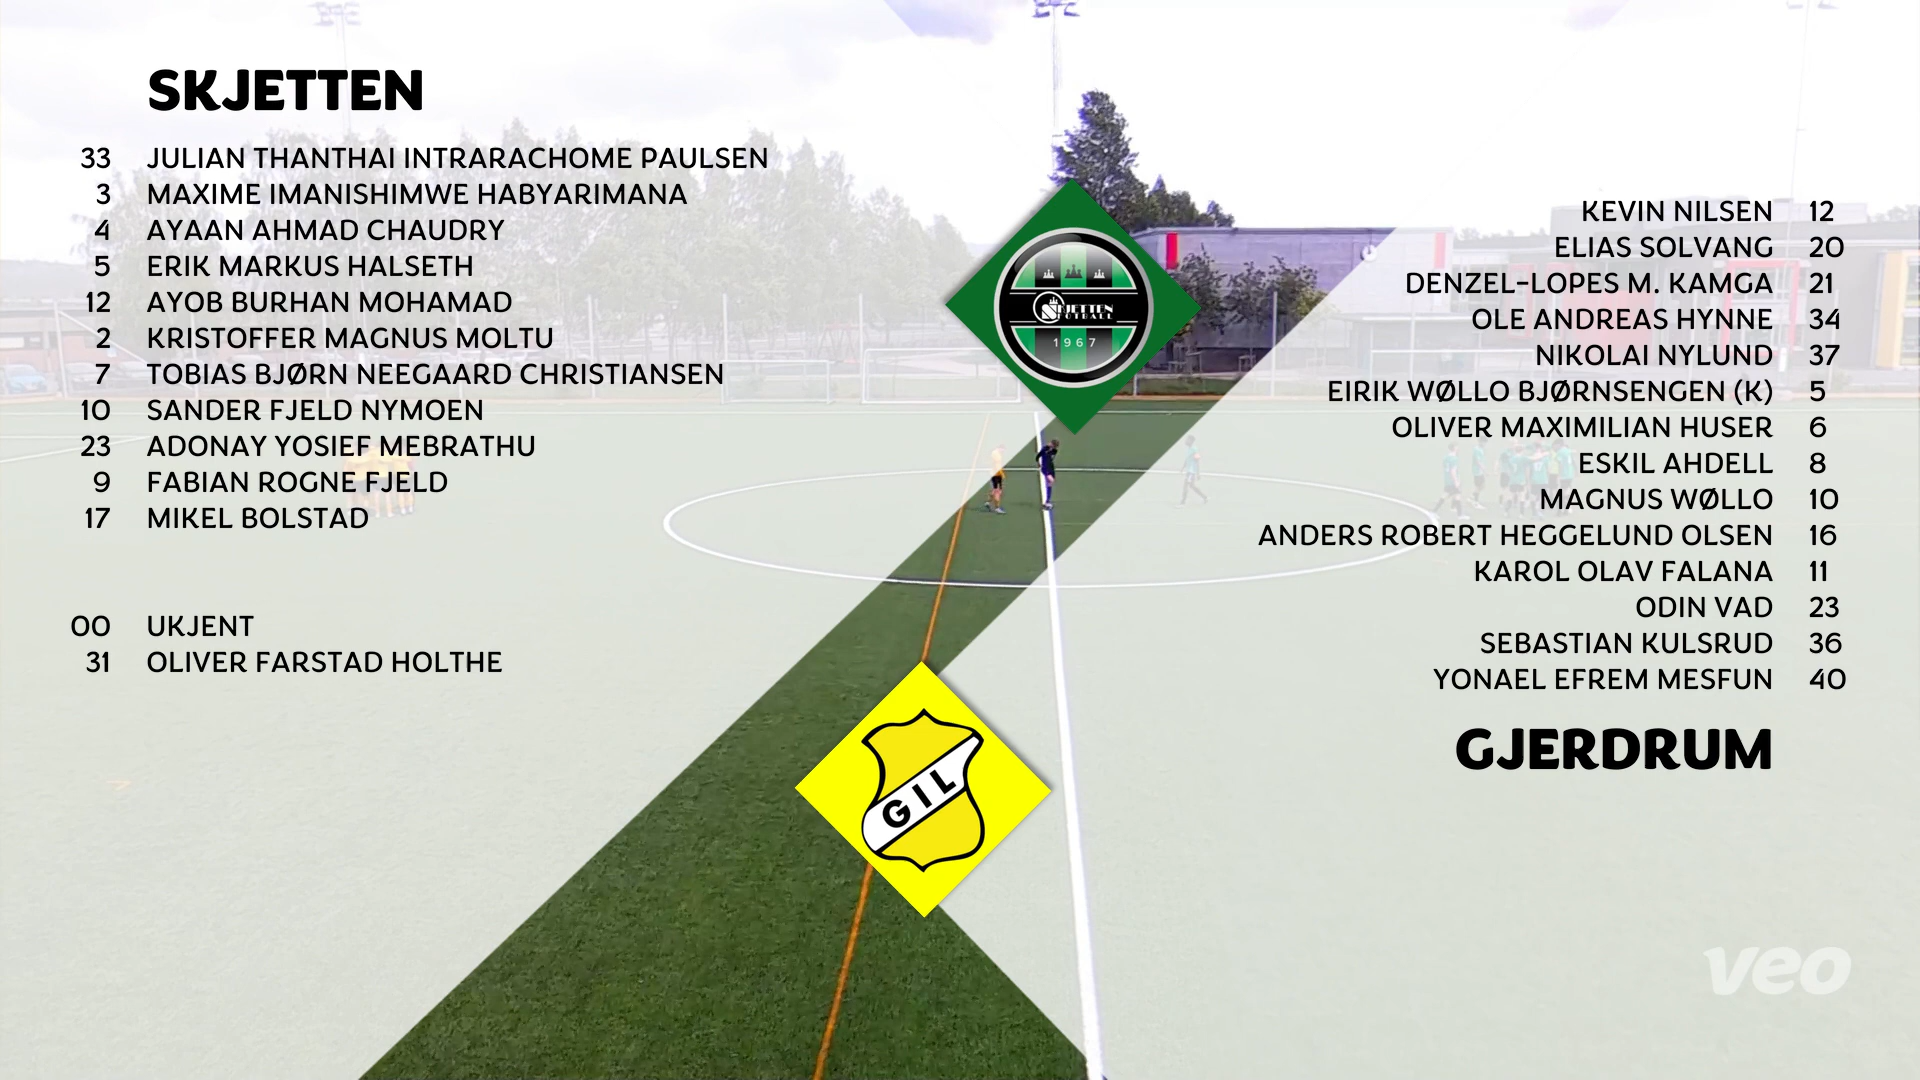 SKJETTEN
33 JULIAN THANTHAI INTRARACHOME PAULSEN
3 MAXIME IMANISHIMWE HABYARIMANA
4 AYAAN AHMAD CHAUDRY
5 ERIK MARKUS HALSETH
12 AYOB BURHAN MOHAMAD
2 KRISTOFFER MAGNUS MOLTU
7 TOBIAS BJØRN NEEGAARD CHRISTIANSEN
10 SANDER FJELD NYMOEN
23 ADONAY YOSIEF MEBRATHU
9 FABIAN ROGNE FJELD
17 MIKEL BOLSTAD
00 UKJENT
31 OLIVER FARSTAD HOLTHE
SKJETTEN
FOTBALL
1967
KEVIN NILSEN 12
ELIAS SOLVANG 20
DENZEL-LOPES M. KAMGA 21
OLE ANDREAS HYNNE 34
NIKOLAI NYLUND 37
EIRIK WØLLO BJØRNSENGEN (K) 5
OLIVER MAXIMILIAN HUSER 6
ESKIL AHDELL 8
MAGNUS WØLLO 10
ANDERS ROBERT HEGGELUND OLSEN 16
KAROL OLAV FALANA 11
ODIN VAD 23
SEBASTIAN KULSRUD 36
YONAEL EFREM MESFUN 40
GJERDRUM
GIL
veo